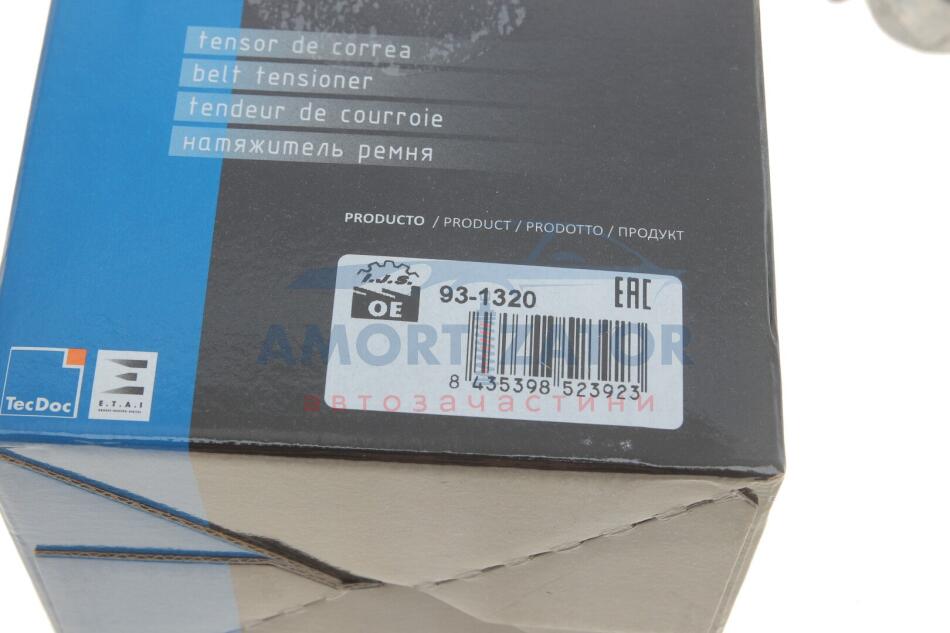 tensor de correa
belt tensioner
tendeur de courroie
натяжитель ремня
PRODUCTO / PRODUCT / PRODOTTO / ПРОДУКТ
I.J.S.
OE
93-1320
EAC
AMORTIZATOR
8 435398 523923
автозачастини
TecDoc
E.T.A.I